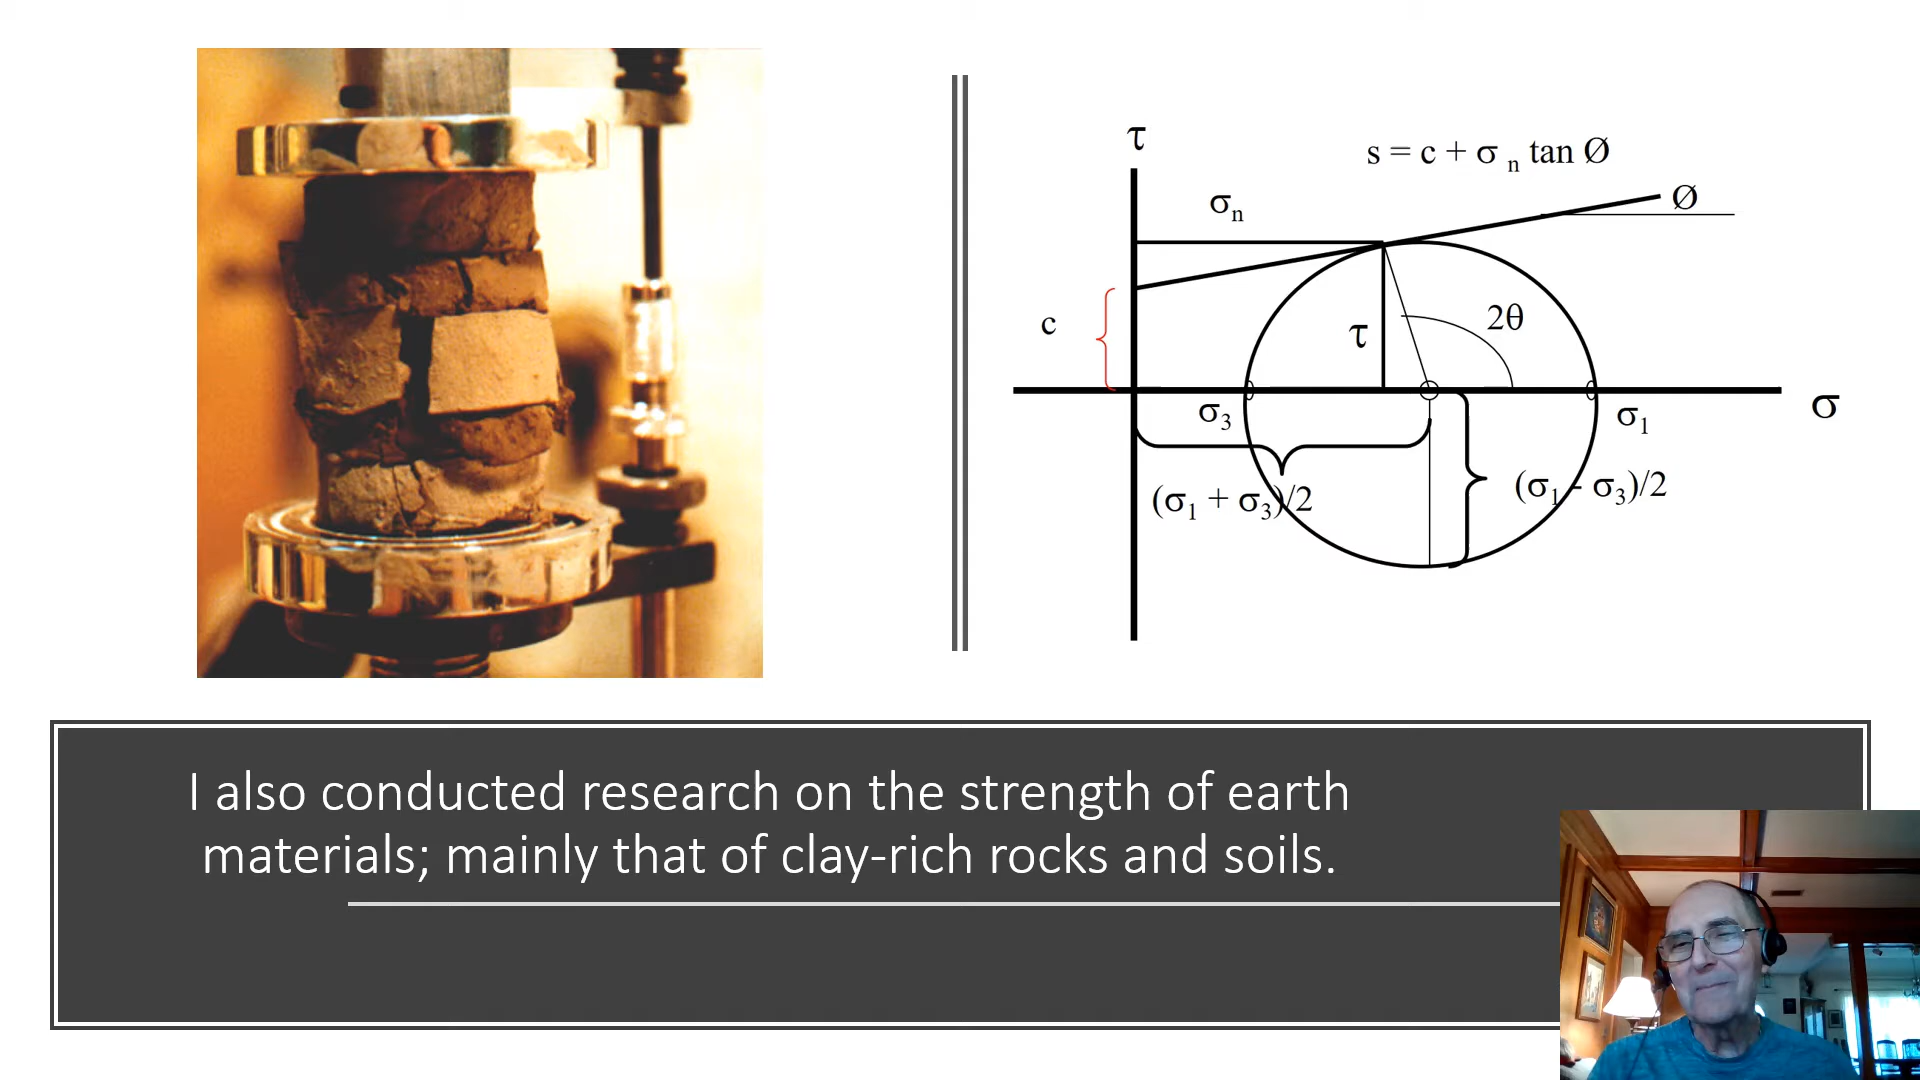 τ
s = c + σ n tan Ø
Ø
σn
c
τ
2θ
σ3
σ1
σ
(σ1 + σ3)/2
(σ1 - σ3)/2
I also conducted research on the strength of earth
materials; mainly that of clay-rich rocks and soils.